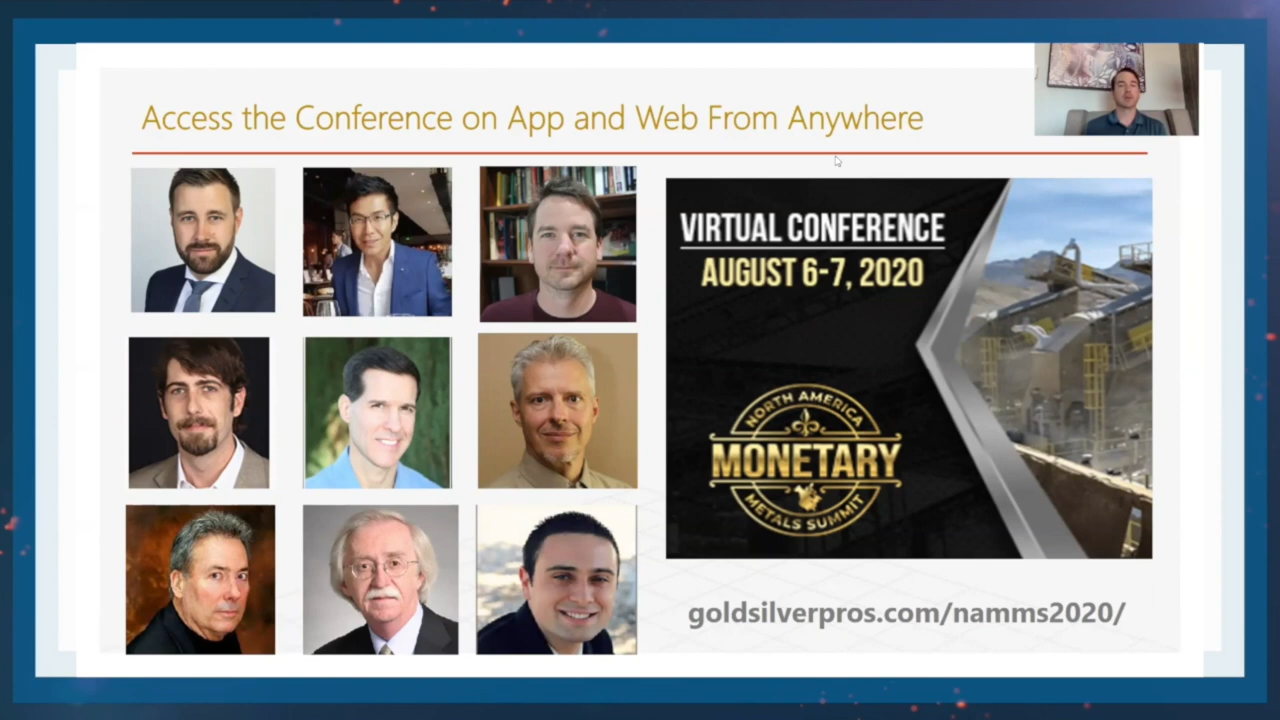 Access the Conference on App and Web From Anywhere
VIRTUAL CONFERENCE
AUGUST 6-7, 2020
NORTH AMERICA
MONETARY
METALS SUMMIT
goldsilverpros.com/namms2020/